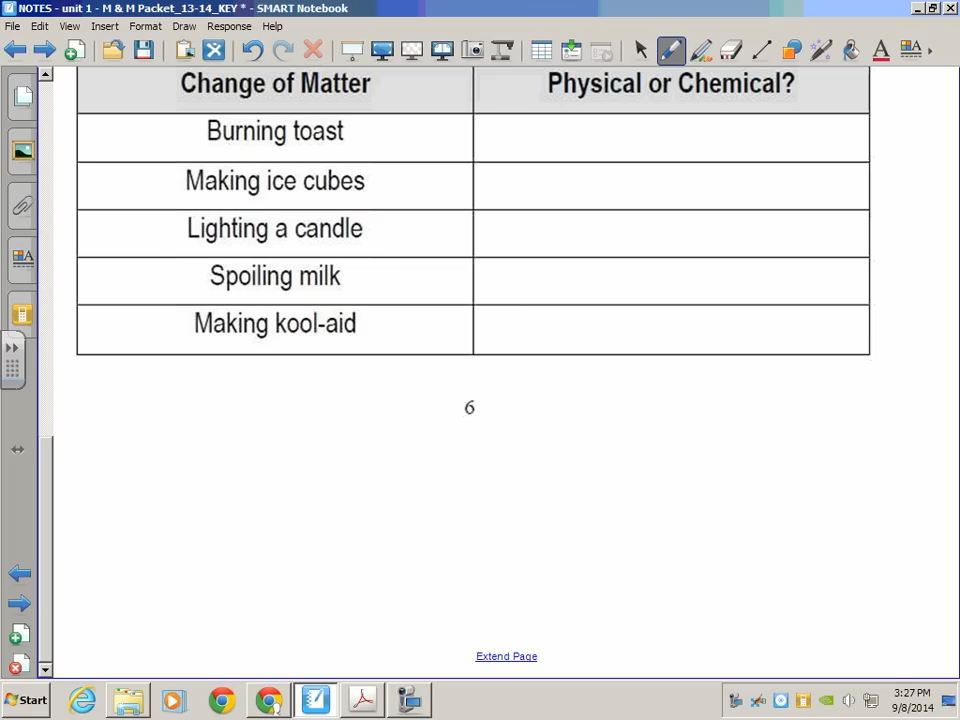 NOTES - unit 1 - M & M Packet_13-14_KEY * - SMART Notebook
File Edit View Insert Format Draw Response Help
Change of Matter Physical or Chemical?
Burning toast
Making ice cubes
Lighting a candle
Spoiling milk
Making kool-aid
6
Extend Page
Start
3:27 PM
9/8/2014